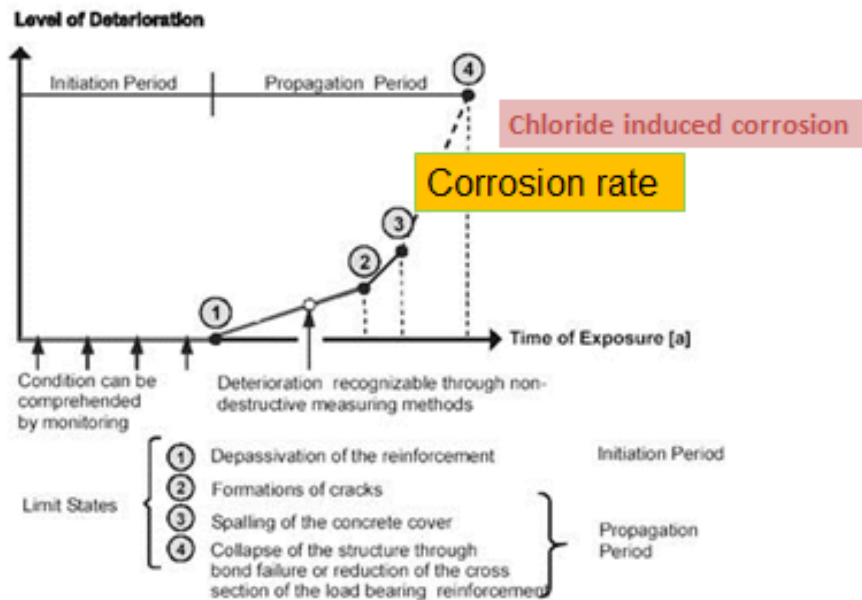 Level of Deterioration
Initiation Period
Propagation Period
4
Chloride induced corrosion
Corrosion rate
3
2
1
Time of Exposure [a]
Condition can be
comprehended
by monitoring
Deterioration recognizable through non-
destructive measuring methods
Limit States
1 Depassivation of the reinforcement
Initiation Period
2 Formations of cracks
3 Spalling of the concrete cover
4 Collapse of the structure through
bond failure or reduction of the cross
section of the load bearing reinforcement
Propagation
Period